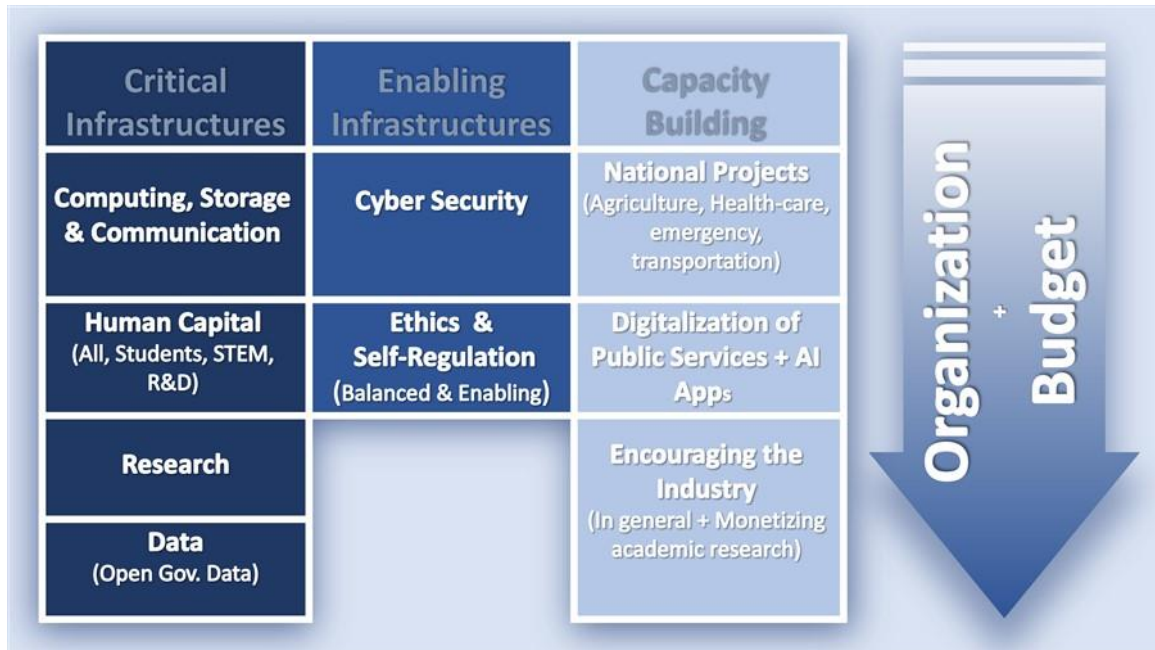 Critical
Infrastructures
Computing, Storage
& Communication
Human Capital
(All, Students, STEM,
R&D)
Research
Data
(Open Gov. Data)
Enabling
Infrastructures
Cyber Security
Ethics &
Self-Regulation
(Balanced & Enabling)
Capacity
Building
National Projects
(Agriculture, Health-care,
emergency,
transportation)
Digitalization of
Public Services + AI
Apps
Encouraging the
Industry
(In general + Monetizing
academic research)
Organization
+
Budget